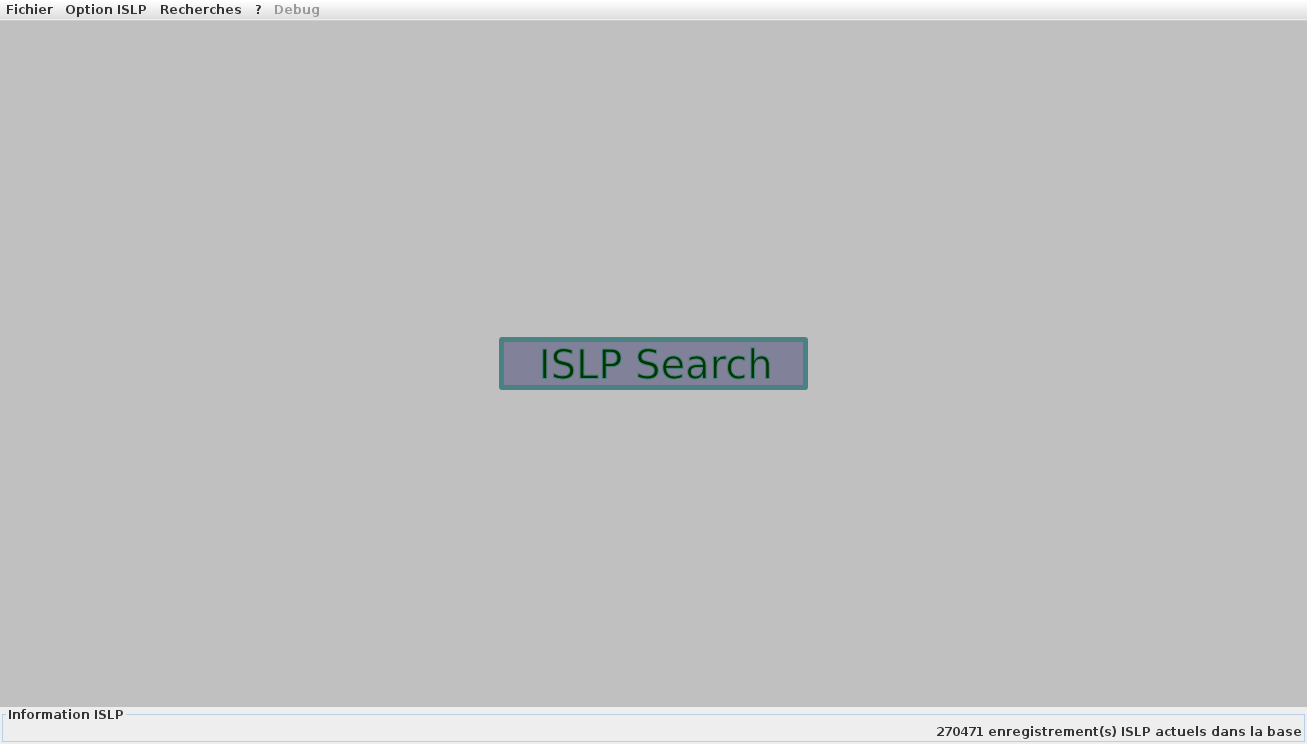 Fichier Option ISLP Recherches ? Debug
ISLP Search
Information ISLP
270471 enregistrement(s) ISLP actuels dans la base